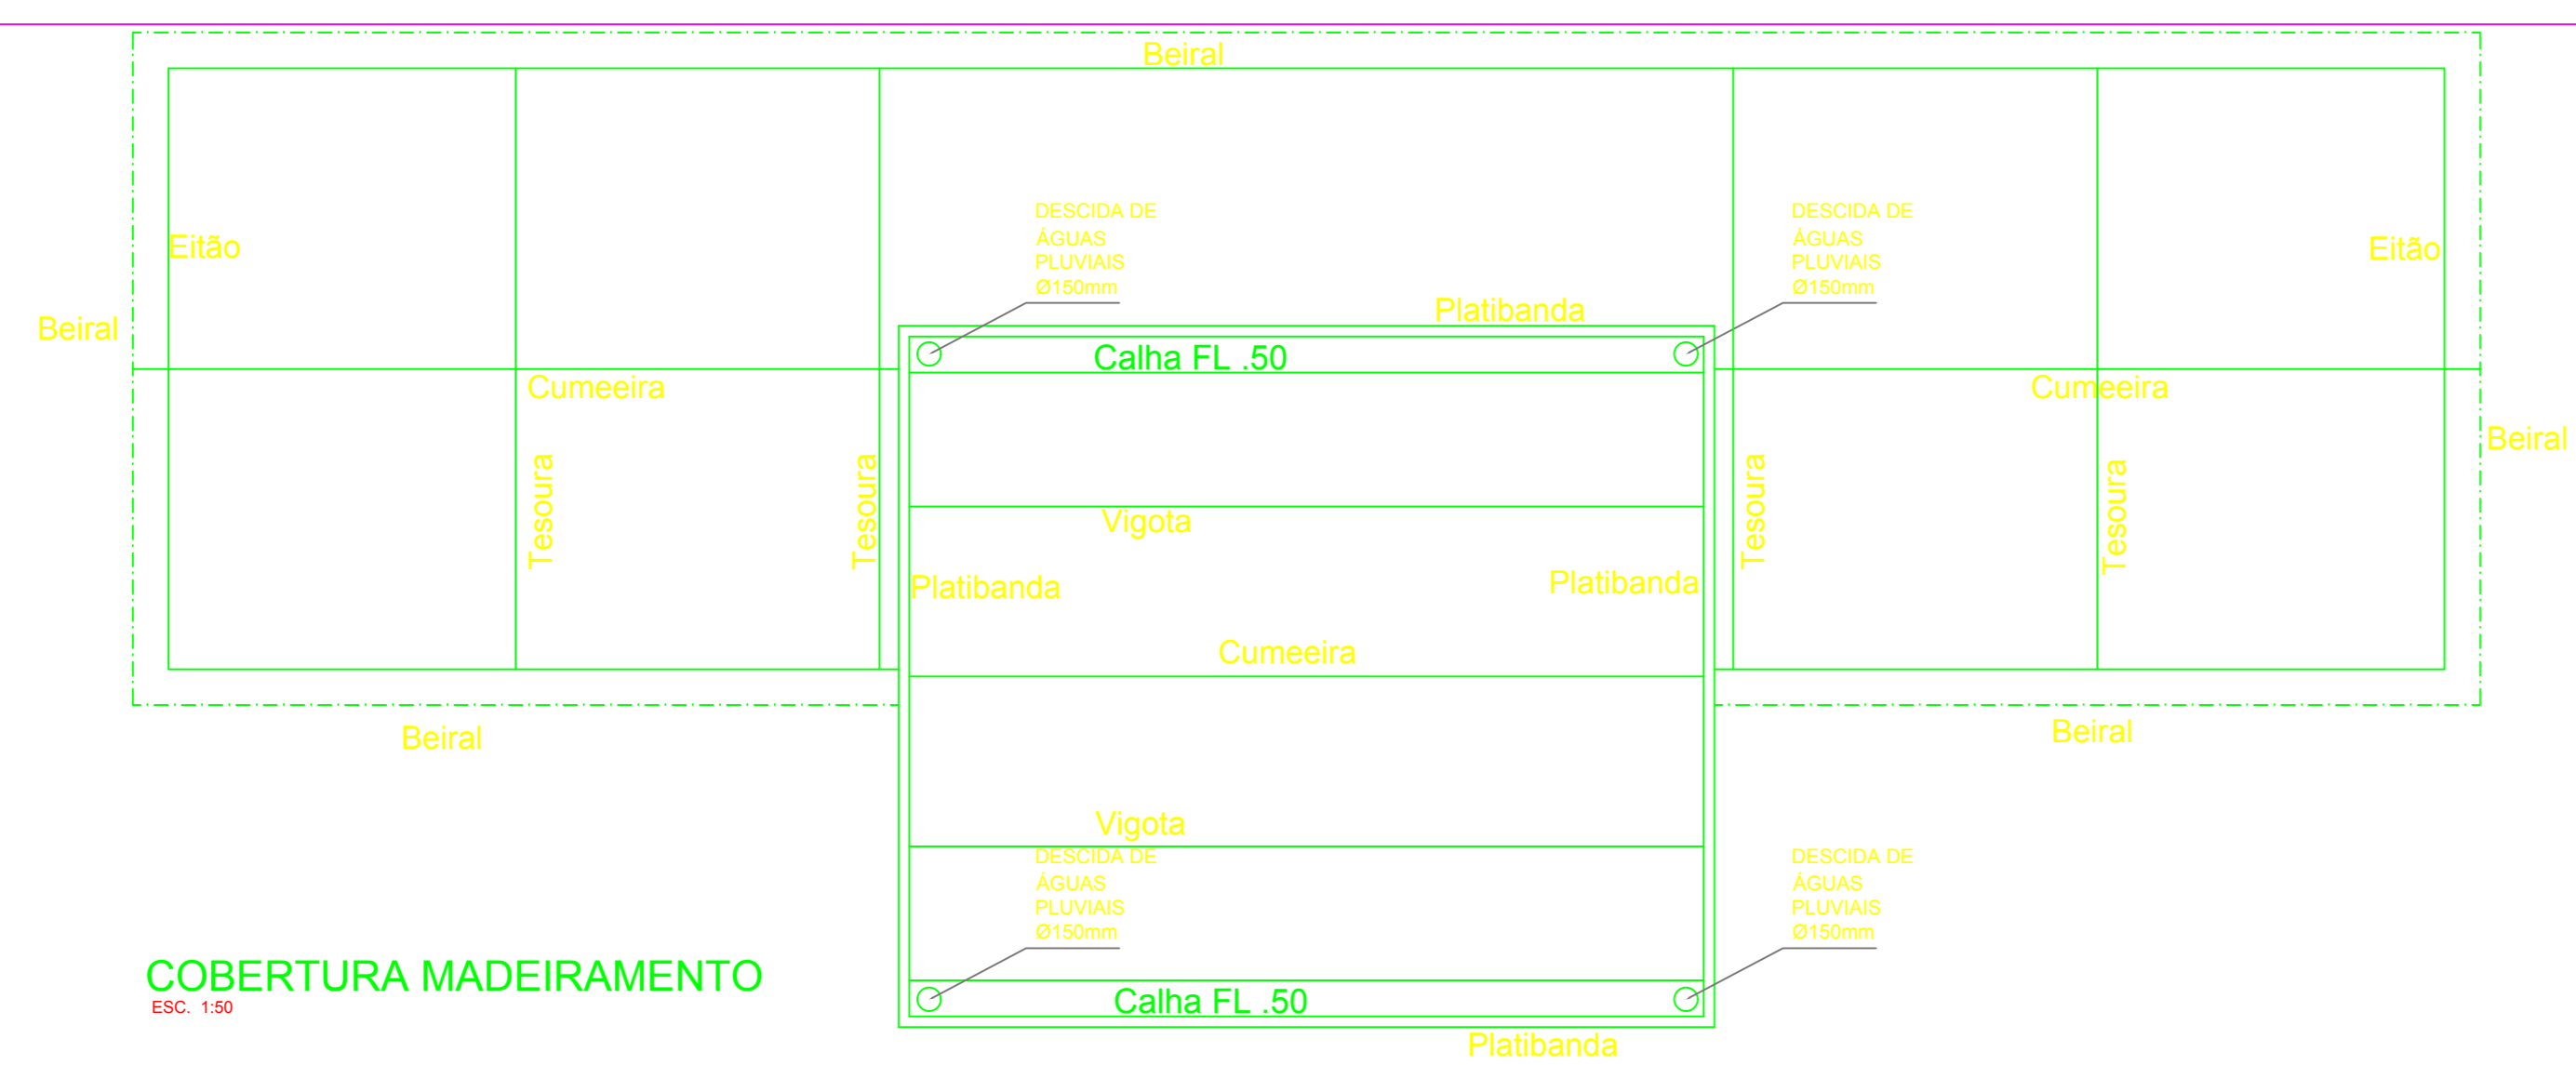 Beiral
DESCIDA DE
ÁGUAS
PLUVIAIS
Ø150mm
DESCIDA DE
ÁGUAS
PLUVIAIS
Ø150mm
Eitão
Eitão
Platibanda
Beiral
Calha FL .50
Cumeeira
Cumeeira
Beiral
Tesoura
Tesoura
Tesoura
Tesoura
Vigota
Platibanda
Platibanda
Cumeeira
Beiral
Beiral
Vigota
DESCIDA DE
ÁGUAS
PLUVIAIS
Ø150mm
DESCIDA DE
ÁGUAS
PLUVIAIS
Ø150mm
COBERTURA MADEIRAMENTO
ESC. 1:50
Calha FL .50
Platibanda